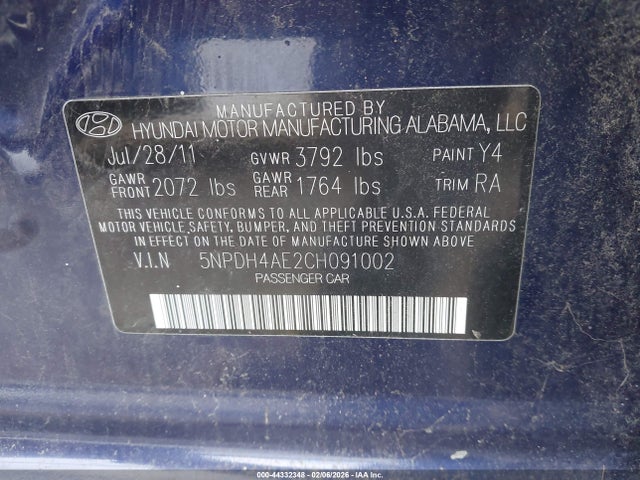 MANUFACTURED BY
HYUNDAI MOTOR MANUFACTURING ALABAMA, LLC
Jul/28/11 GVWR 3792 lbs PAINT Y4
GAWR FRONT 2072 lbs GAWR REAR 1764 lbs TRIM RA
THIS VEHICLE CONFORMS TO ALL APPLICABLE U.S.A. FEDERAL
MOTOR VEHICLE SAFETY, BUMPER, AND THEFT PREVENTION
STANDARDS IN EFFECT ON THE DATE OF MANUFACTURE SHOWN ABOVE.
V.I.N 5NPDH4AE2CH091002
PASSENGER CAR
000-44332348 - 02/06/2026 - IAA Inc.